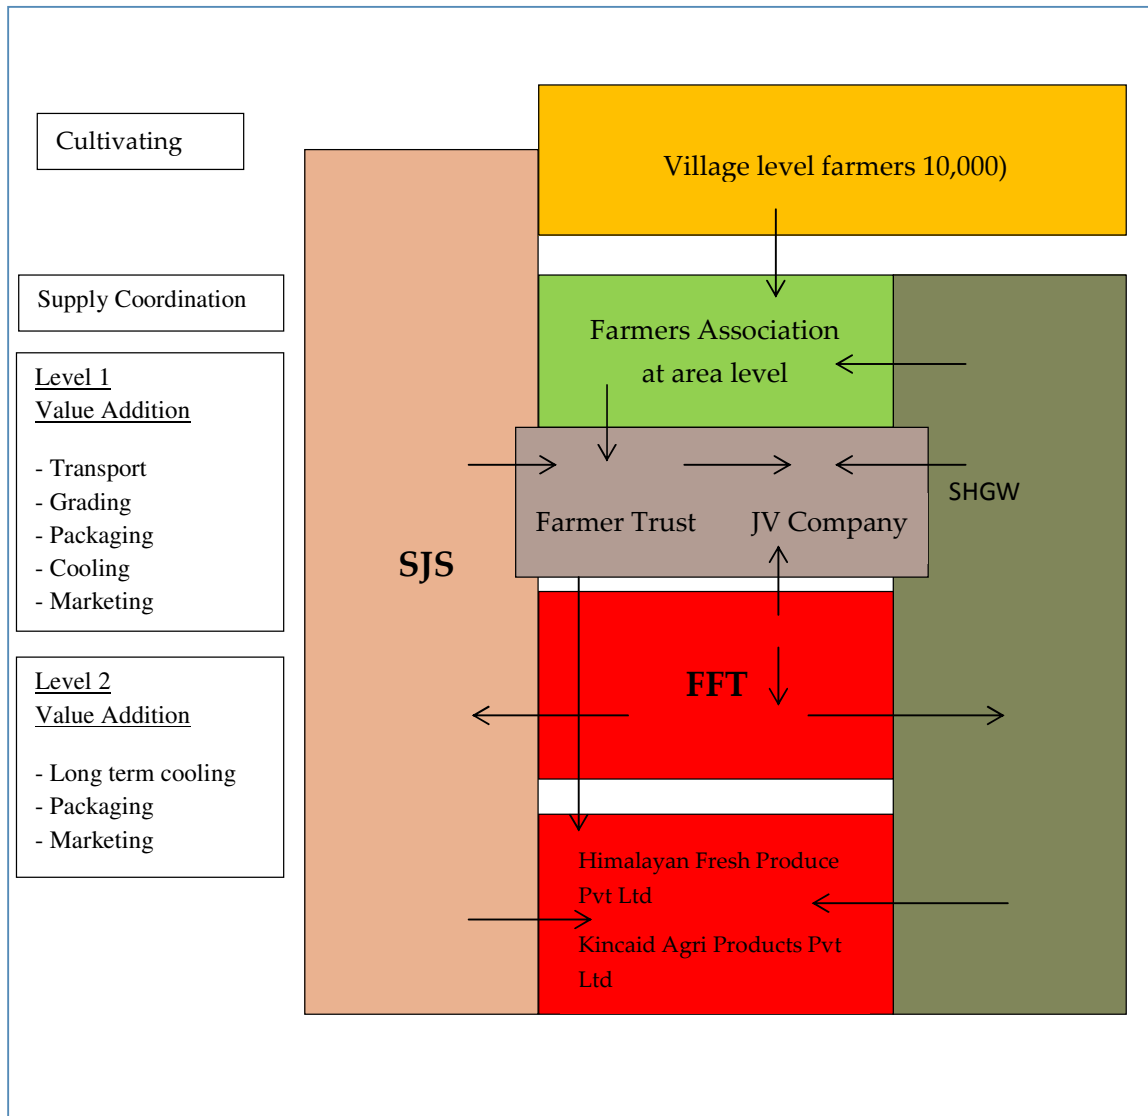 Cultivating
Village level farmers 10,000)
Supply Coordination
Farmers Association
at area level
Level 1
Value Addition
- Transport
- Grading
- Packaging
- Cooling
- Marketing
SHGW
Farmer Trust
JV Company
SJS
Level 2
Value Addition
- Long term cooling
- Packaging
- Marketing
FFT
Himalayan Fresh Produce
Pvt Ltd
Kincaid Agri Products Pvt
Ltd